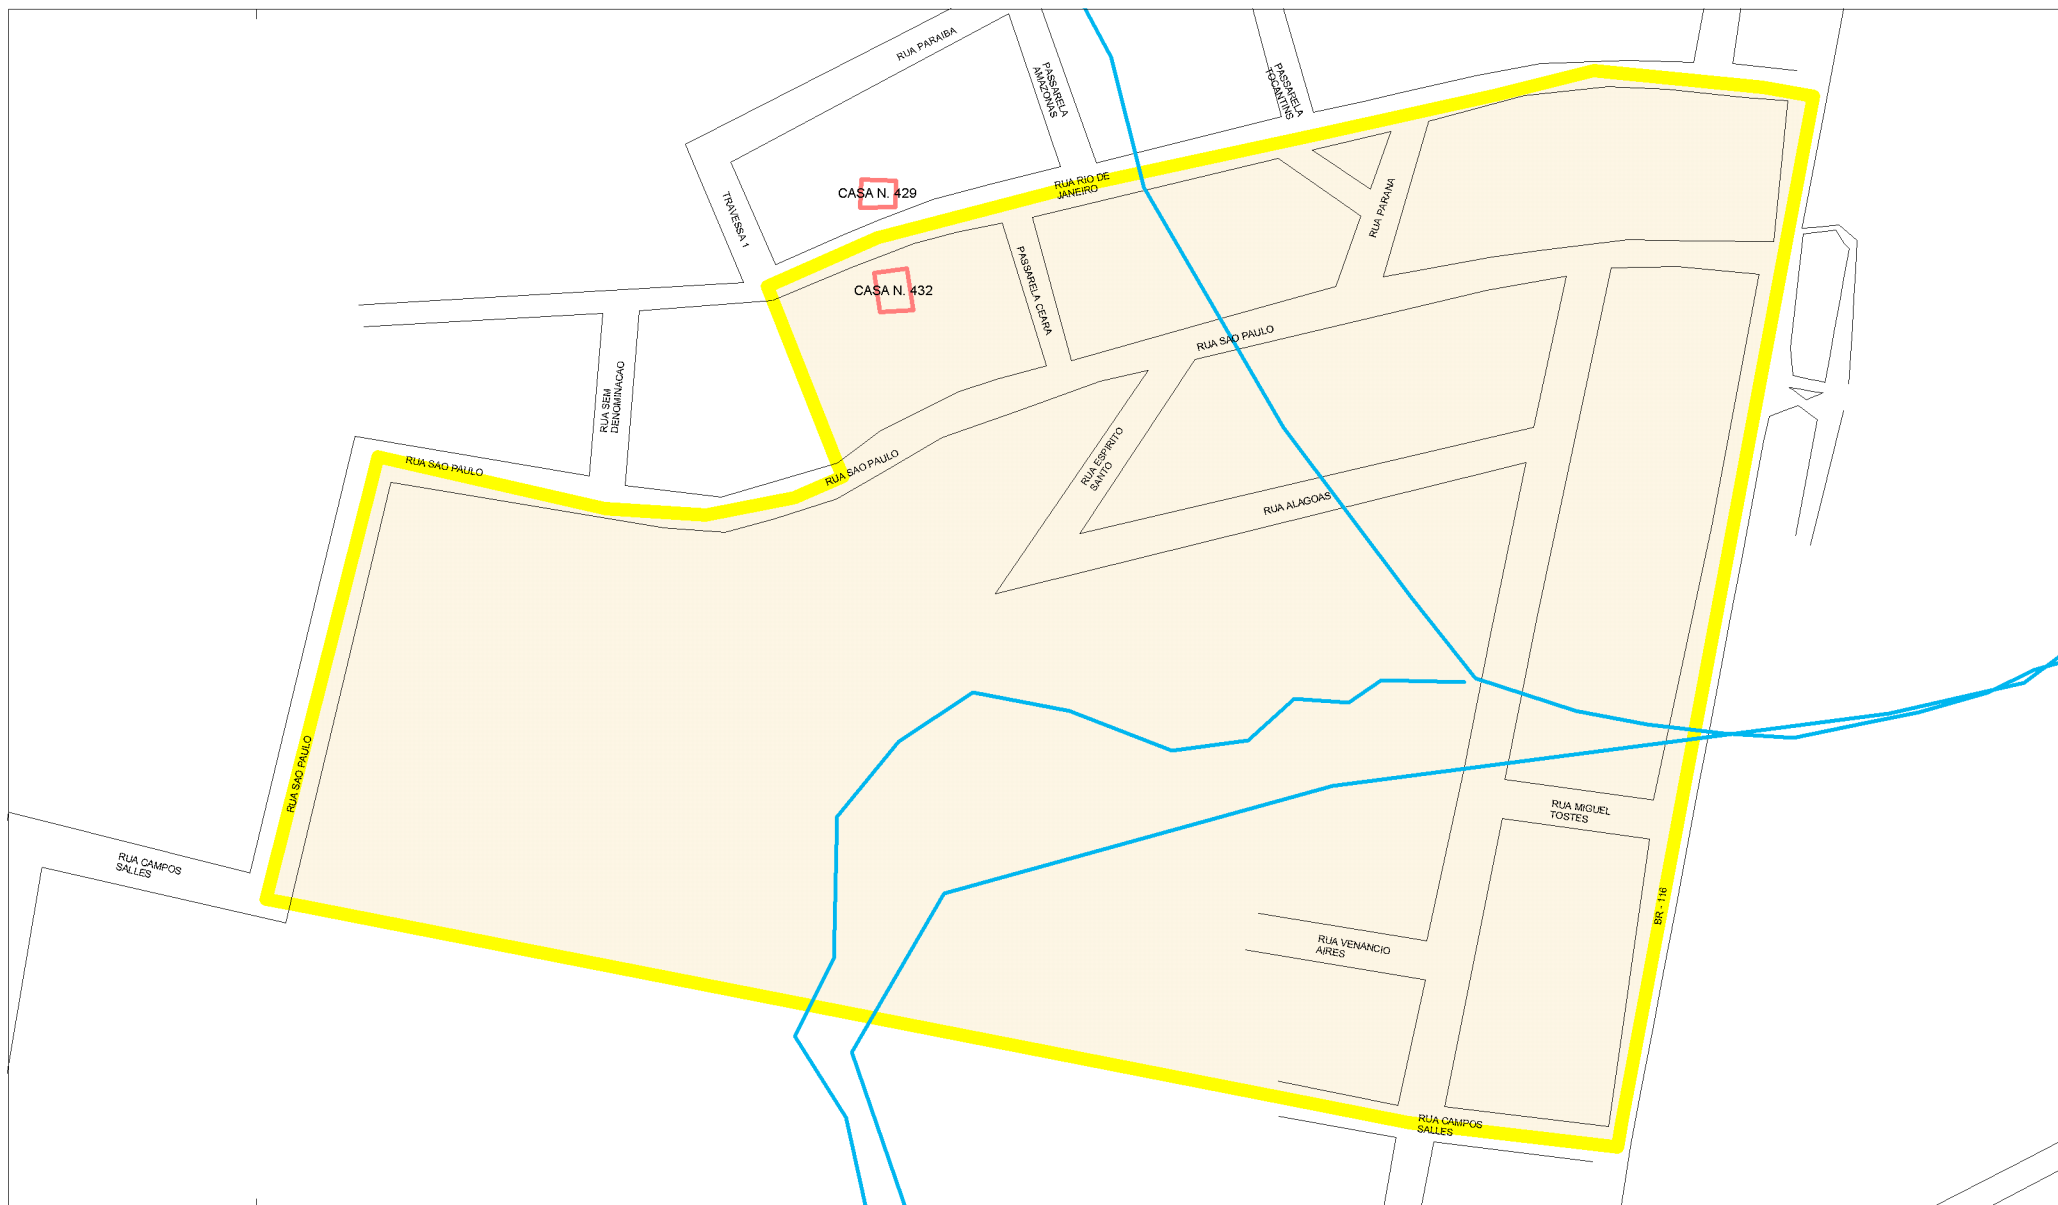 RUA PARAIBA
PASSARELA
AMAZONAS
PASSARELA
TOCANTINS
CASA N. 429
RUA RIO DE
JANEIRO
TRAVESSA 1
RUA PARANA
CASA N. 432
PASSARELA CEARA
RUA SAO PAULO
RUA SEM
DENOMINACAO
RUA SAO PAULO
RUA SAO PAULO
RUA ESPIRITO
SANTO
RUA ALAGOAS
RUA SAO PAULO
RUA MIGUEL
TOSTES
RUA CAMPOS
SALLES
BR - 116
RUA VENANCIO
AIRES
RUA CAMPOS
SALLES